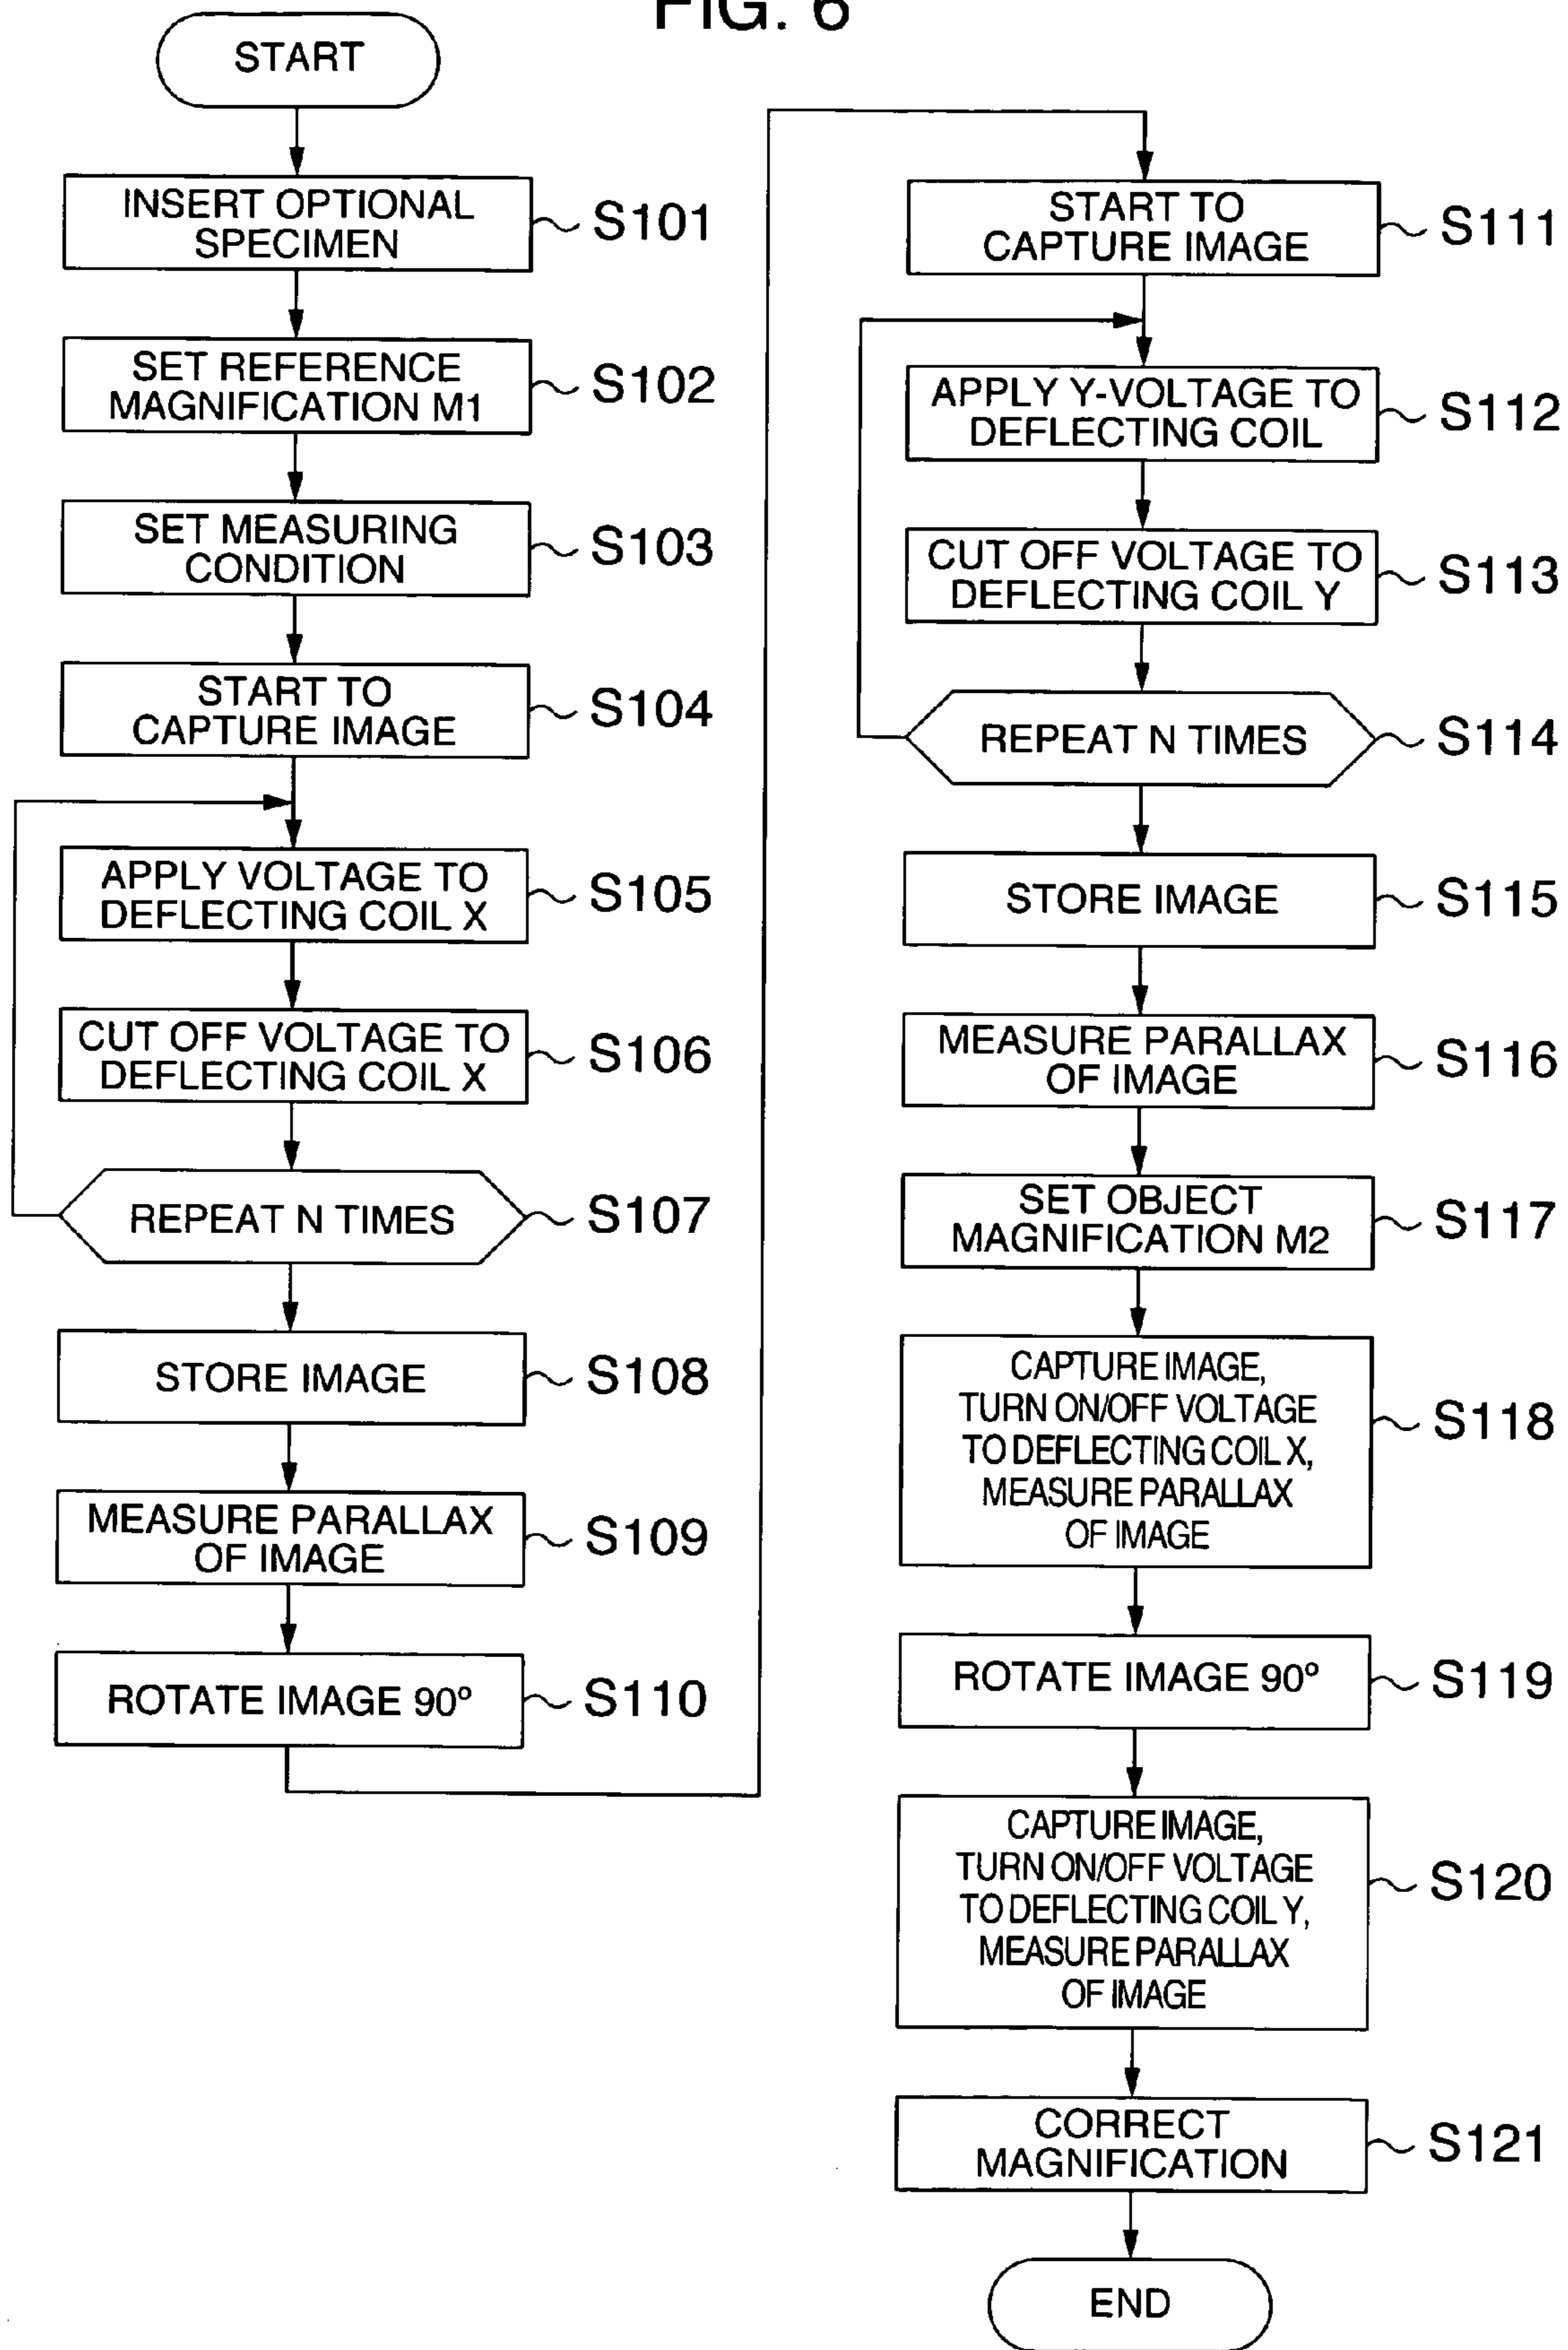 FIG. 6
START
INSERT OPTIONAL
SPECIMEN
S101
SET REFERENCE
MAGNIFICATION M1
S102
SET MEASURING
CONDITION
S103
START TO
CAPTURE IMAGE
S104
APPLY VOLTAGE TO
DEFLECTING COIL X
S105
CUT OFF VOLTAGE TO
DEFLECTING COIL X
S106
REPEAT N TIMES
S107
STORE IMAGE
S108
MEASURE PARALLAX
OF IMAGE
S109
ROTATE IMAGE 90º
S110
START TO
CAPTURE IMAGE
S111
APPLY Y-VOLTAGE TO
DEFLECTING COIL
S112
CUT OFF VOLTAGE TO
DEFLECTING COIL Y
S113
REPEAT N TIMES
S114
STORE IMAGE
S115
MEASURE PARALLAX
OF IMAGE
S116
SET OBJECT
MAGNIFICATION M2
S117
CAPTURE IMAGE,
TURN ON/OFF VOLTAGE
TO DEFLECTING COIL X,
MEASURE PARALLAX
OF IMAGE
S118
ROTATE IMAGE 90º
S119
CAPTURE IMAGE,
TURN ON/OFF VOLTAGE
TO DEFLECTING COIL Y,
MEASURE PARALLAX
OF IMAGE
S120
CORRECT
MAGNIFICATION
S121
END